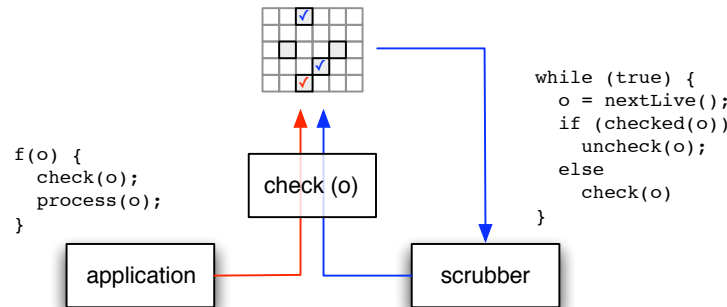 while (true) {
o = nextLive();
if (checked(o))
uncheck(o);
else
check(o)
}
f(o) {
check(o);
process(o);
}
check (o)
application
scrubber